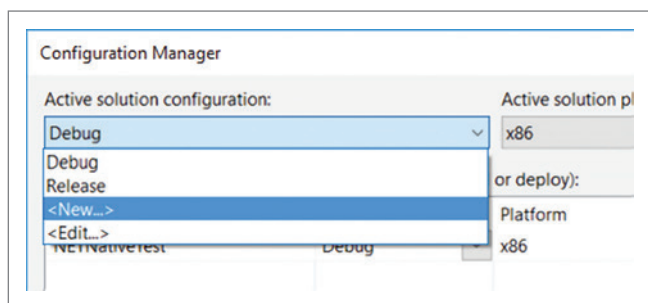 Configuration Manager
Active solution configuration:
Active solution pl
Debug
x86
Debug
Release
or deploy):
<New...>
Platform
<Edit...>
NETNativeTest
Debug
x86